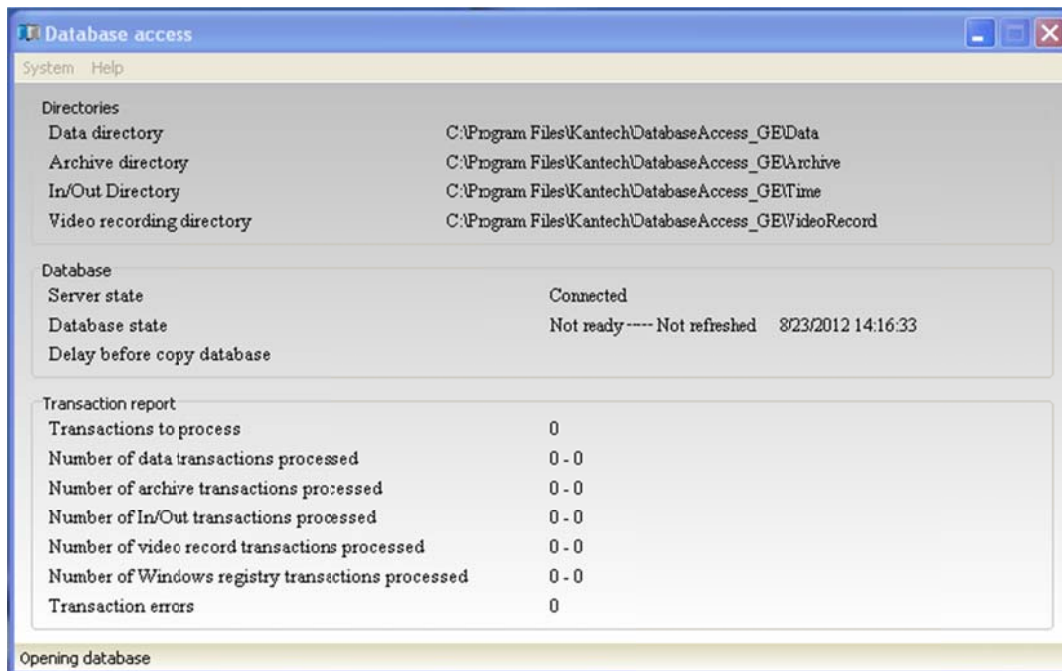 Database access
System Help
Directories
Data directory C:\Program Files\Kantech\DatabaseAccess_GE\Data
Archive directory C:\Program Files\Kantech\DatabaseAccess_GE\Archive
In/Out Directory C:\Program Files\Kantech\DatabaseAccess_GE\Time
Video recording directory C:\Program Files\Kantech\DatabaseAccess_GE\VideoRecord
Database
Server state Connected
Database state Not ready ---- Not refreshed 8/23/2012 14:16:33
Delay before copy database
Transaction report
Transactions to process 0
Number of data transactions processed 0 - 0
Number of archive transactions processed 0 - 0
Number of In/Out transactions processed 0 - 0
Number of video record transactions processed 0 - 0
Number of Windows registry transactions processed 0 - 0
Transaction errors 0
Opening database